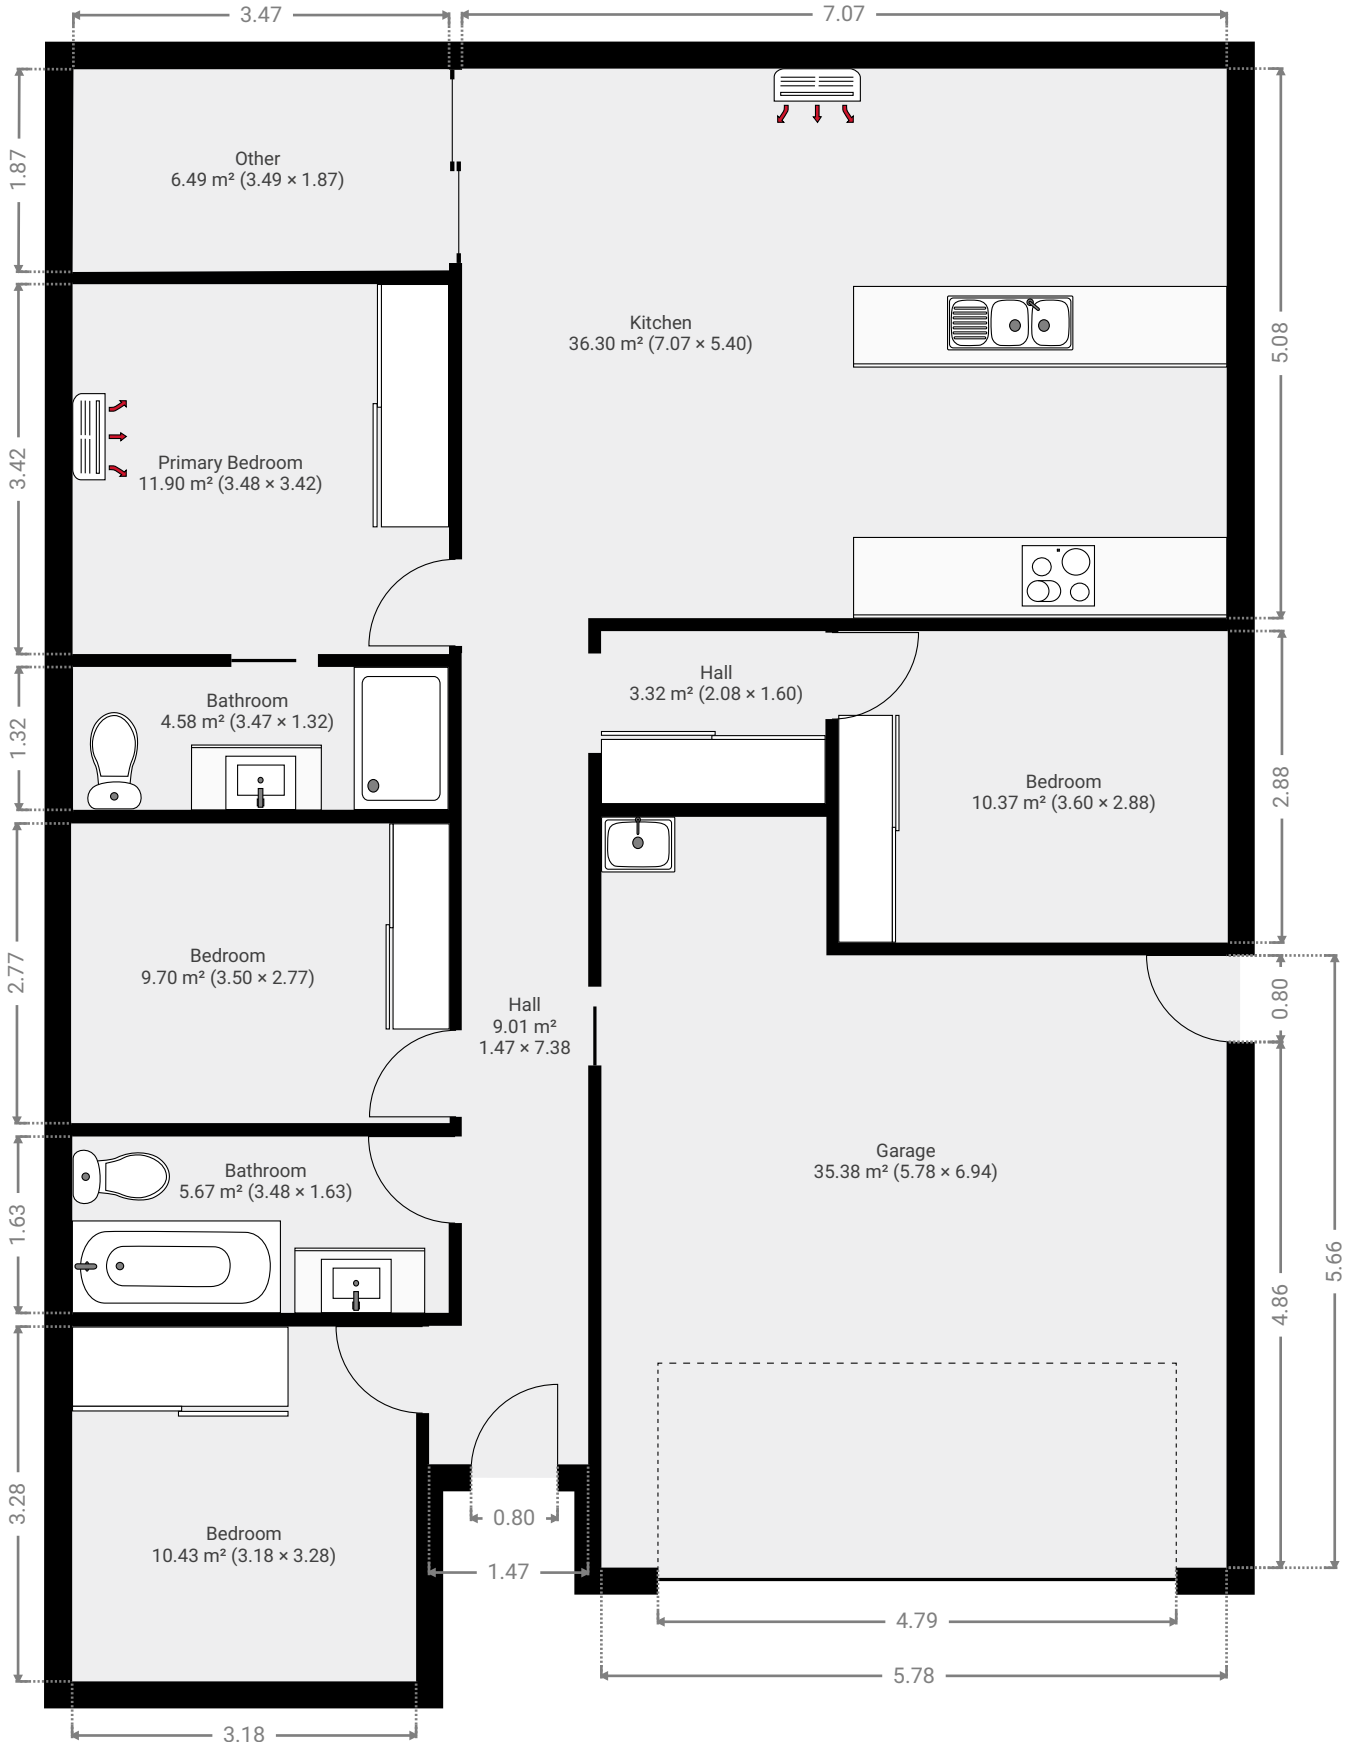 3.47
7.07
1.87
Other
6.49 m² (3.49 × 1.87)
Kitchen
36.30 m² (7.07 × 5.40)
5.08
3.42
Primary Bedroom
11.90 m² (3.48 × 3.42)
Hall
3.32 m² (2.08 × 1.60)
1.32
Bathroom
4.58 m² (3.47 × 1.32)
Bedroom
10.37 m² (3.60 × 2.88)
2.88
2.77
Bedroom
9.70 m² (3.50 × 2.77)
Hall
9.01 m²
1.47 × 7.38
0.80
Garage
35.38 m² (5.78 × 6.94)
1.63
Bathroom
5.67 m² (3.48 × 1.63)
5.66
4.86
3.28
Bedroom
10.43 m² (3.18 × 3.28)
0.80
1.47
4.79
5.78
3.18